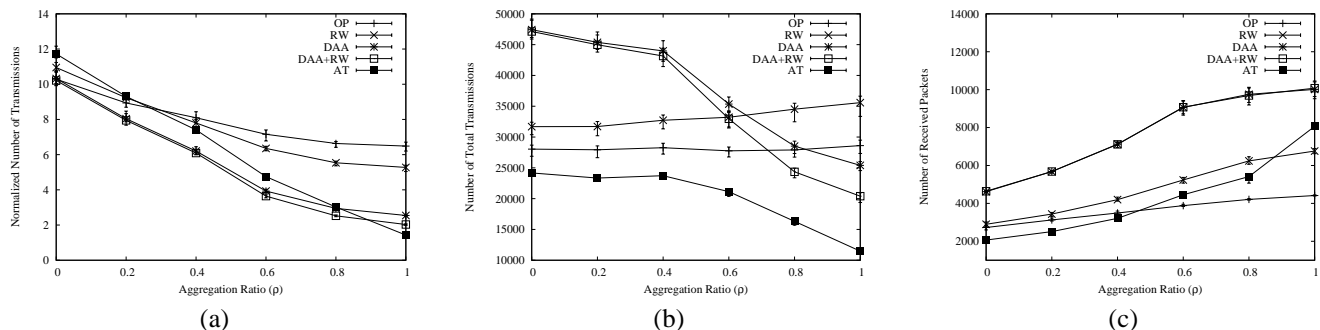 Normalized Number of Transmissions
14
12
10
8
6
4
2
0
0 0.2 0.4 0.6 0.8 1
Aggregation Ratio (ρ)
OP
RW
DAA
DAA+RW
AT
(a)
Number of Total Transmissions
50000
45000
40000
35000
30000
25000
20000
15000
10000
0 0.2 0.4 0.6 0.8 1
Aggregation Ratio (ρ)
OP
RW
DAA
DAA+RW
AT
(b)
Number of Received Packets
14000
12000
10000
8000
6000
4000
2000
0 0.2 0.4 0.6 0.8 1
Aggregation Ratio (ρ)
OP
RW
DAA
DAA+RW
AT
(c)